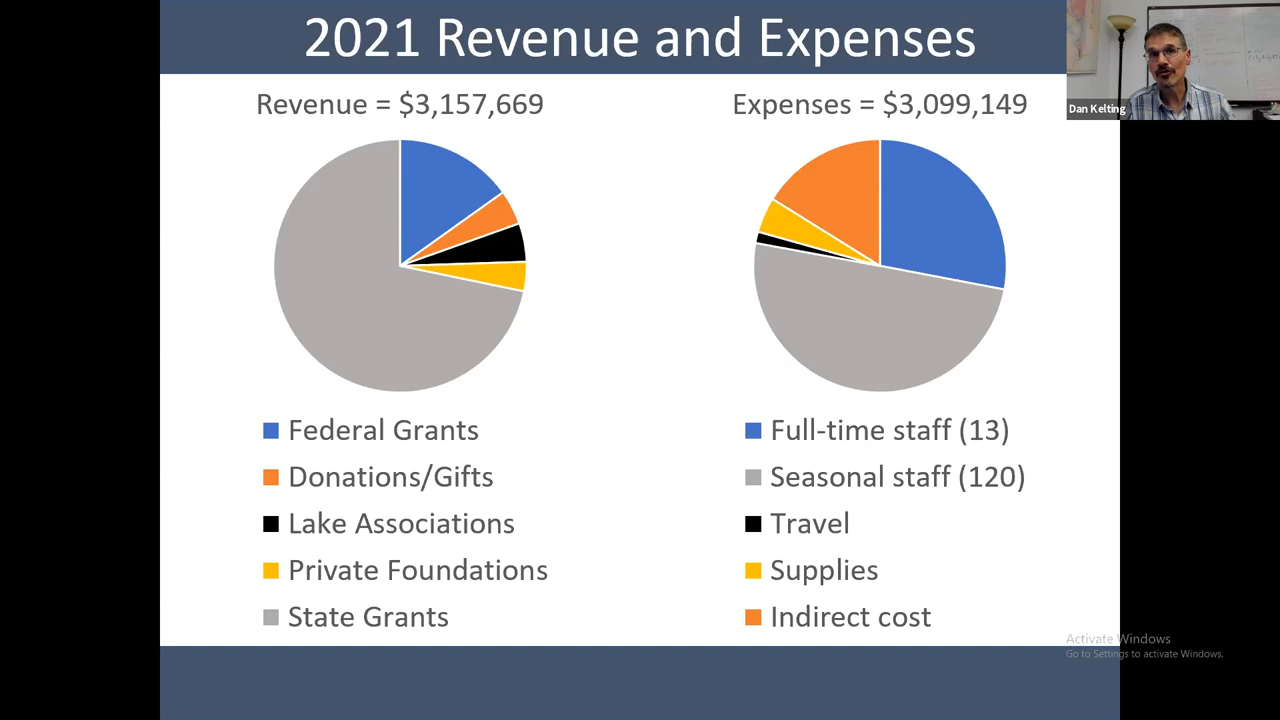 2021 Revenue and Expenses
Revenue = $3,157,669
Expenses = $3,099,149
Dan Kelting
Federal Grants
Donations/Gifts
Lake Associations
Private Foundations
State Grants
Full-time staff (13)
Seasonal staff (120)
Travel
Supplies
Indirect cost
Activate Windows
Go to Settings to activate Windows.